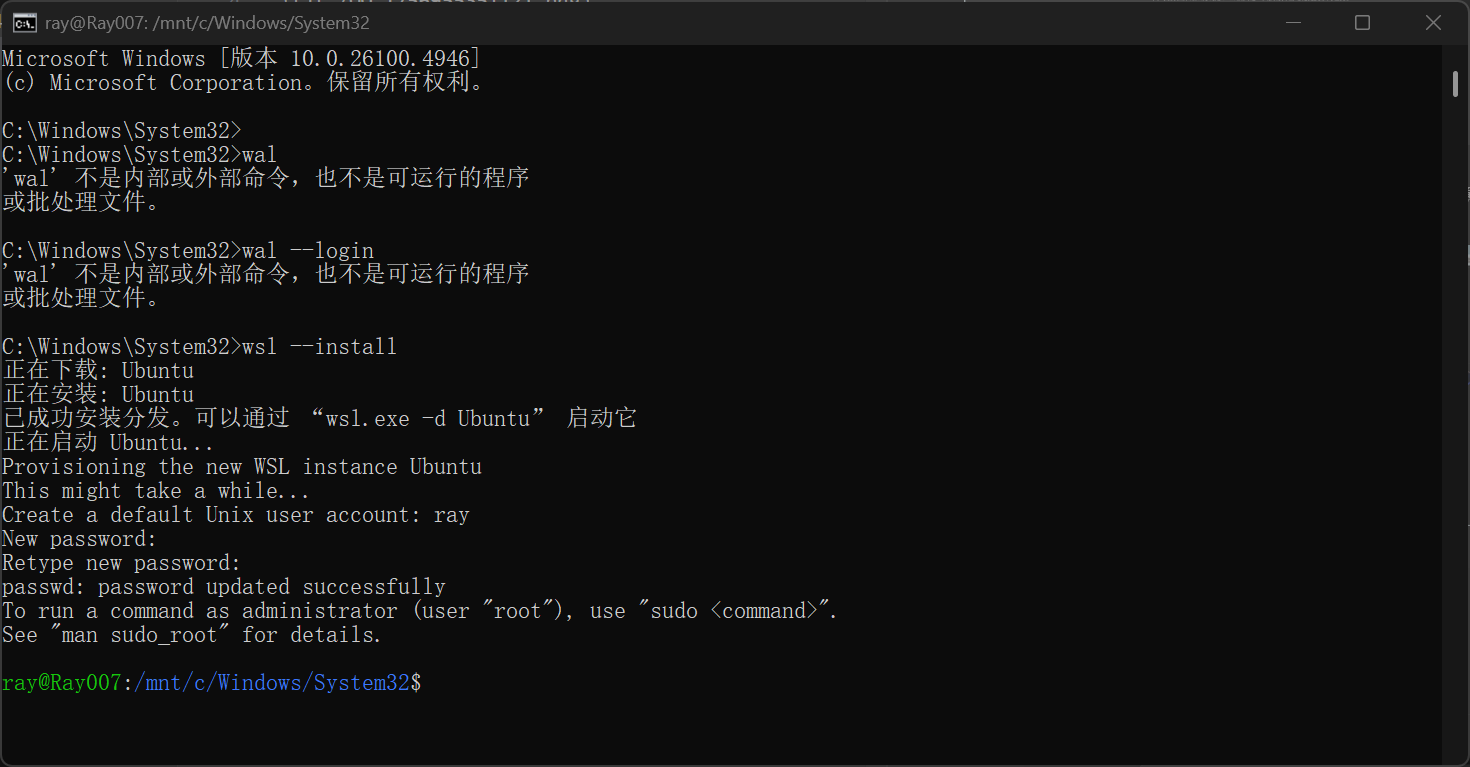 ray@Ray007: /mnt/c/Windows/System32
Microsoft Windows [版本 10.0.26100.4946]
(c) Microsoft Corporation。保留所有权利。
C:\Windows\System32>
C:\Windows\System32>wal
'wal' 不是内部或外部命令，也不是可运行的程序
或批处理文件。
C:\Windows\System32>wal --login
'wal' 不是内部或外部命令，也不是可运行的程序
或批处理文件。
C:\Windows\System32>wsl --install
正在下载: Ubuntu
正在安装: Ubuntu
已成功安装分发。可以通过 “wsl.exe -d Ubuntu” 启动它
正在启动 Ubuntu...
Provisioning the new WSL instance Ubuntu
This might take a while...
Create a default Unix user account: ray
New password:
Retype new password:
passwd: password updated successfully
To run a command as administrator (user "root"), use "sudo <command>".
See "man sudo_root" for details.
ray@Ray007:/mnt/c/Windows/System32$